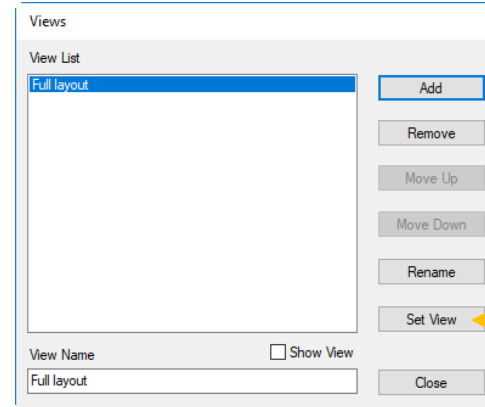 Views
View List
Full layout
Add
Remove
Move Up
Move Down
Rename
Set View
View Name
Show View
Full layout
Close